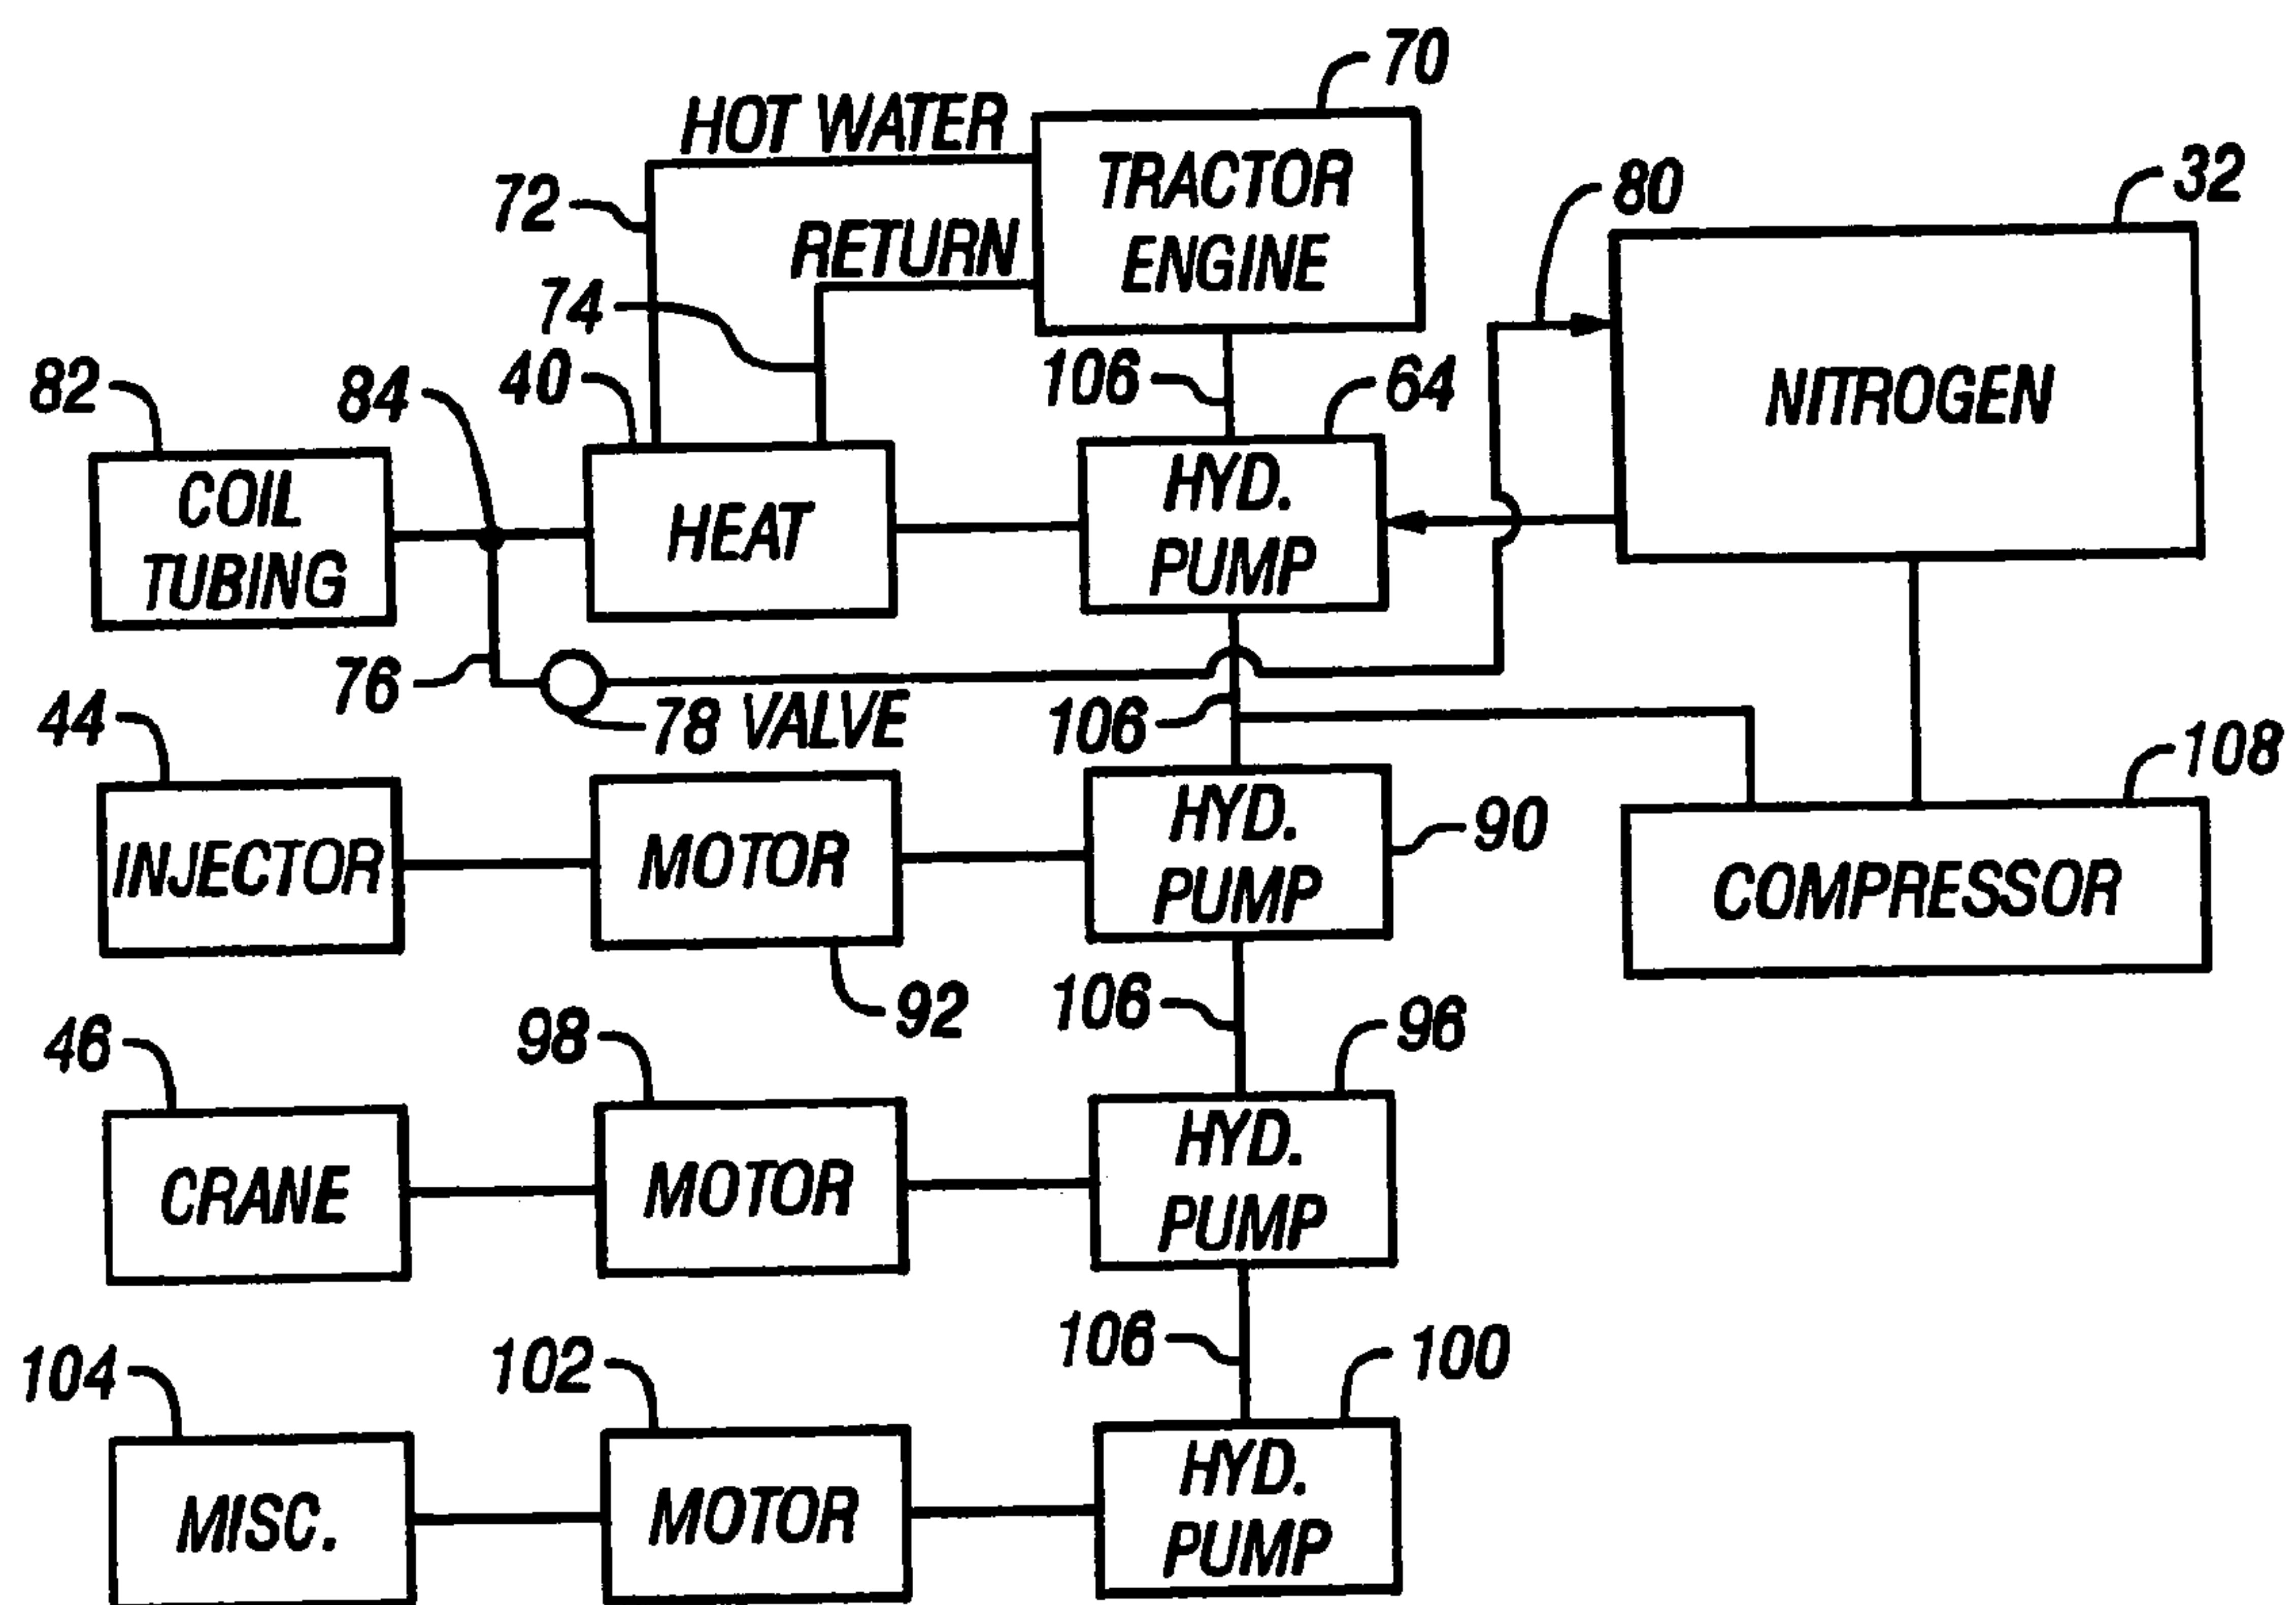 70
HOT WATER
TRACTOR
ENGINE
72
RETURN
74
80
32
NITROGEN
82
84
40
106
64
COIL
TUBING
HEAT
HYD.
PUMP
76
78 VALVE
106
44
INJECTOR
MOTOR
HYD.
PUMP
90
108
COMPRESSOR
92
106
46
98
96
CRANE
MOTOR
HYD.
PUMP
106
104
102
100
MISC.
MOTOR
HYD.
PUMP